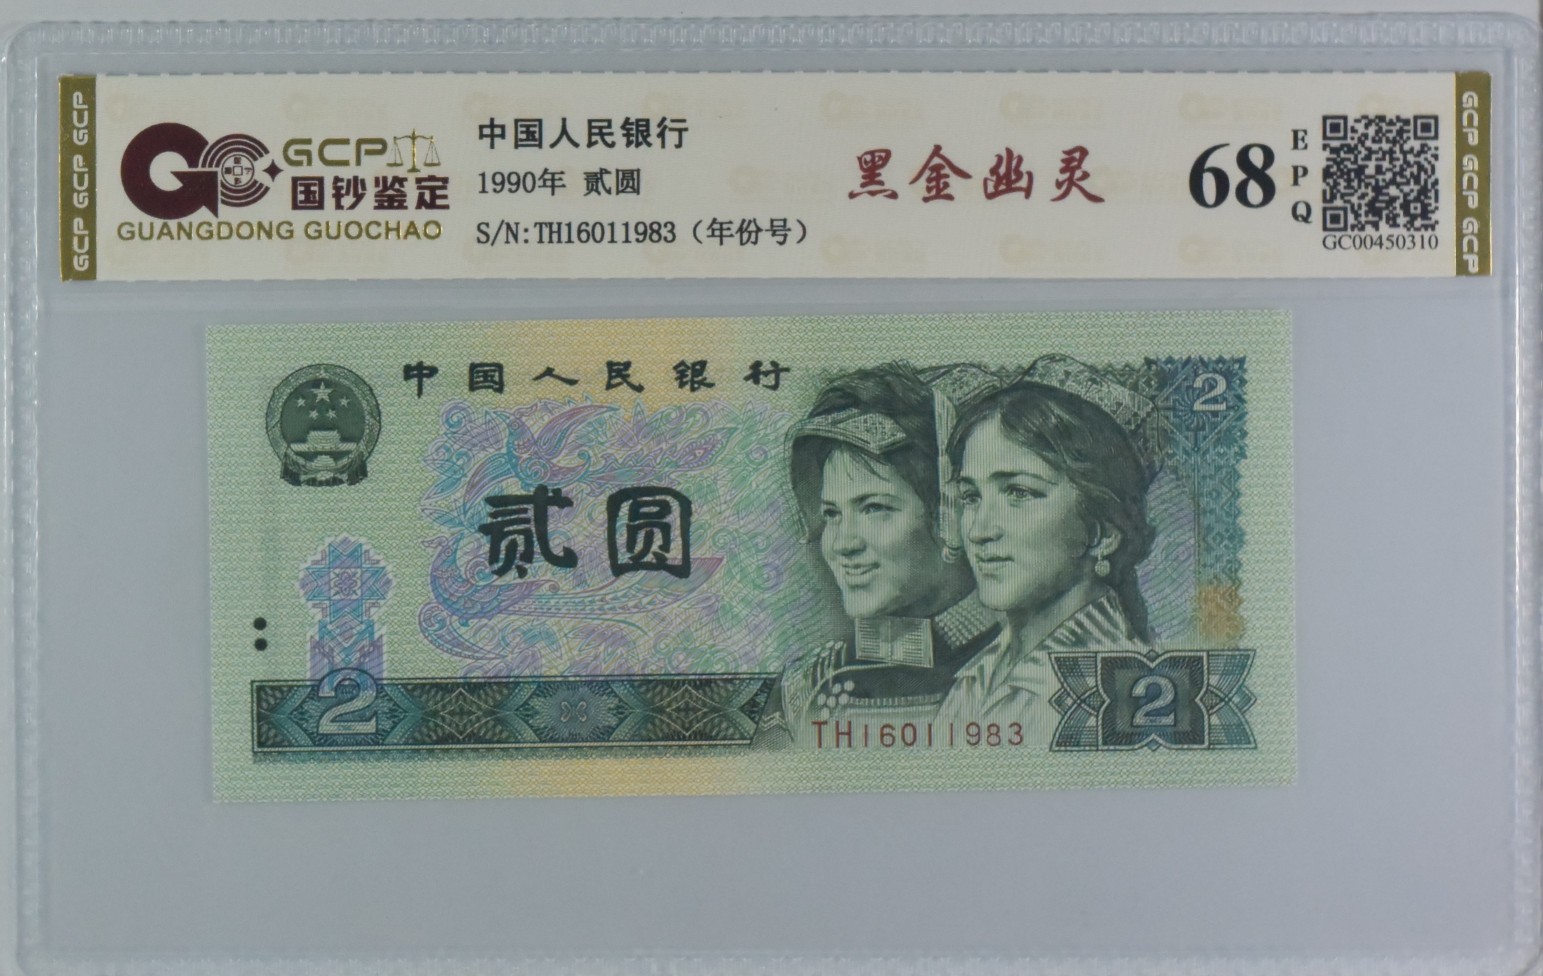 GCP GCP GCP
GCP
国钞鉴定
GUANGDONG GUOCHAO
中国人民银行
1990年 贰圆
S/N:TH16011983（年份号）
黑金幽灵
68
EPQ
GC00450310
GCP GCP GCP
中国人民银行
贰圆
2
2
2
TH16011983